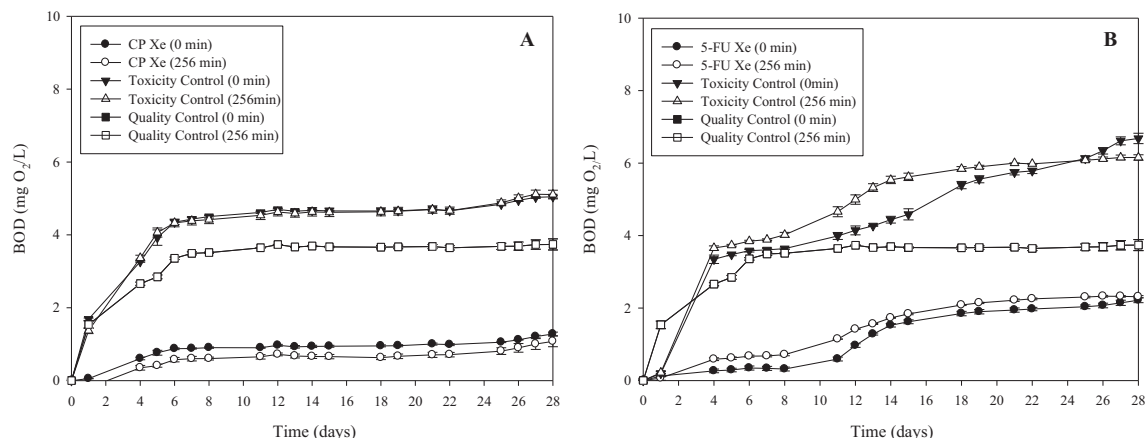 A
CP Xe (0 min)
CP Xe (256 min)
Toxicity Control (0 min)
Toxicity Control (256min)
Quality Control (0 min)
Quality Control (256 min)
BOD (mg O₂/L)
10
8
6
4
2
0
0 2 4 6 8 10 12 14 16 18 20 22 24 26 28
Time (days)
B
5-FU Xe (0 min)
5-FU Xe (256 min)
Toxicity Control (0min)
Toxicity Control (256 min)
Quality Control (0 min)
Quality Control (256 min)
BOD (mg O₂/L)
10
8
6
4
2
0
0 2 4 6 8 10 12 14 16 18 20 22 24 26 28
Time (days)